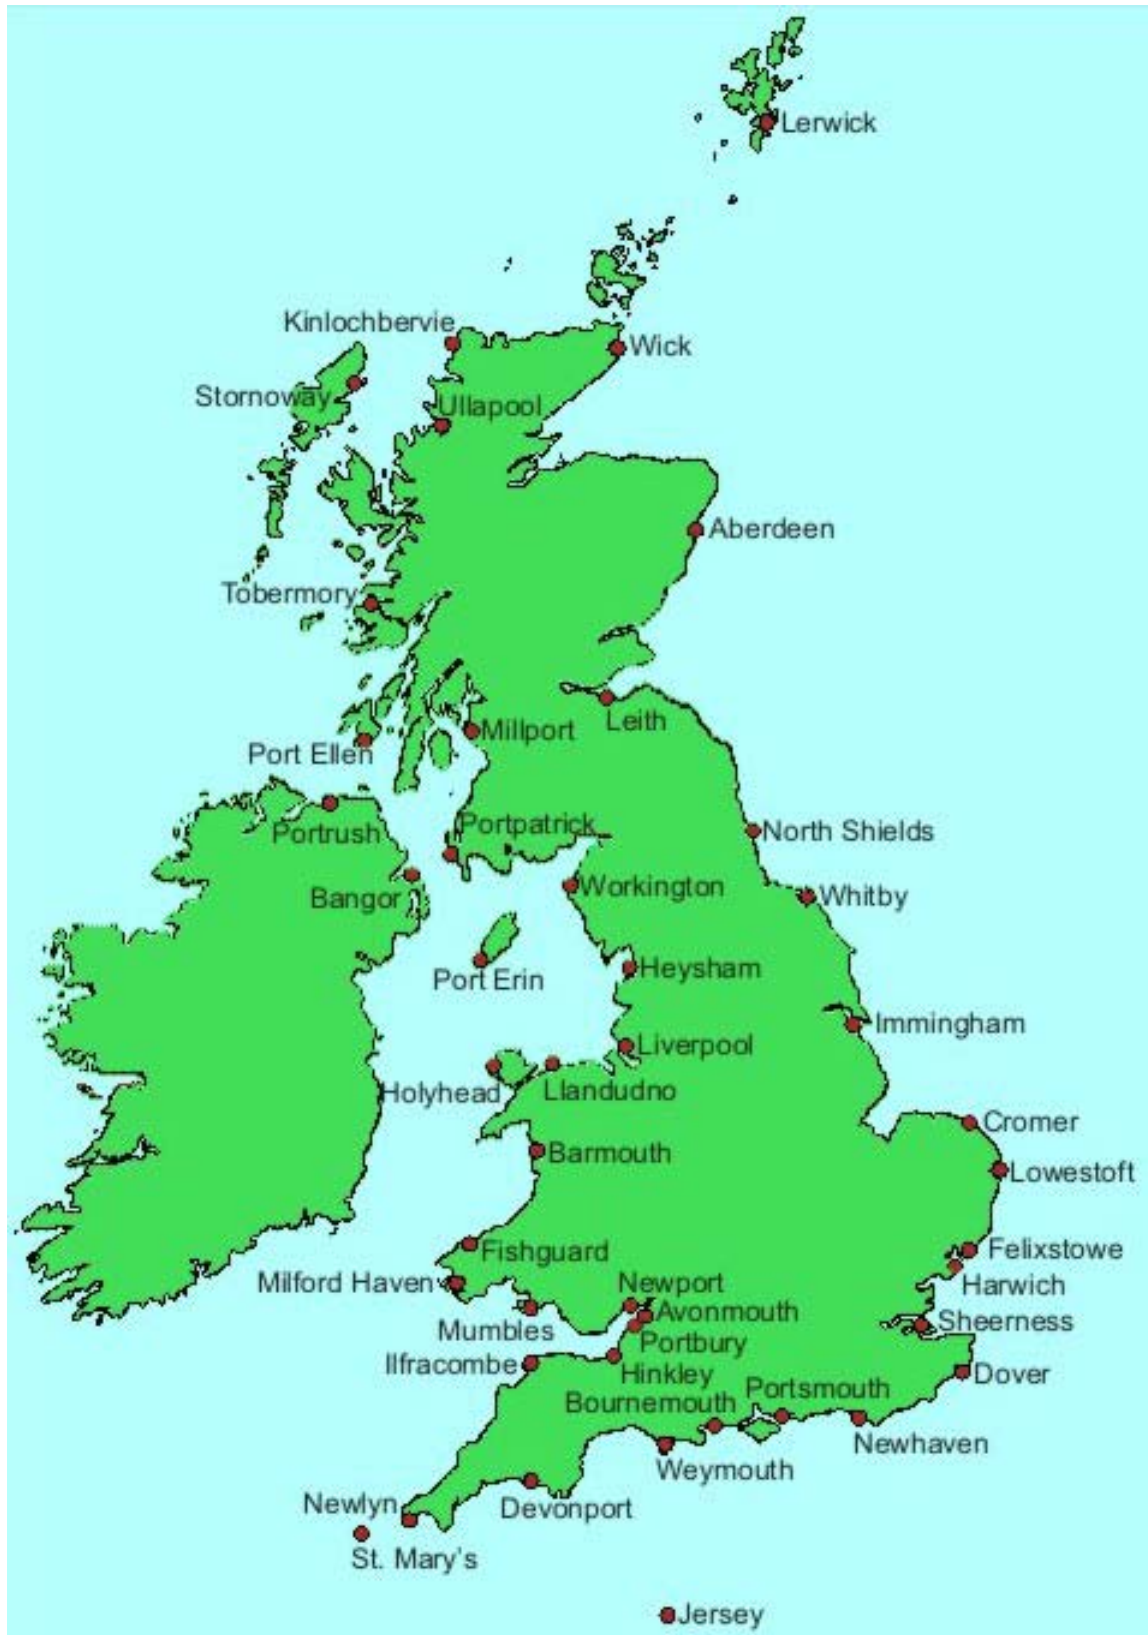 Lerwick
Kinlochbervie
Wick
Stornoway
Ullapool
Aberdeen
Tobermory
Leith
Millport
Port Ellen
Portrush
Portpatrick
North Shields
Bangor
Workington
Whitby
Port Erin
Heysham
Immingham
Liverpool
Holyhead
Llandudno
Cromer
Barmouth
Lowestoft
Fishguard
Felixstowe
Milford Haven
Harwich
Newport
Avonmouth
Mumbles
Portbury
Sheerness
Ilfracombe
Hinkley
Dover
Bournemouth
Portsmouth
Newhaven
Weymouth
Newlyn
Devonport
St. Mary's
Jersey